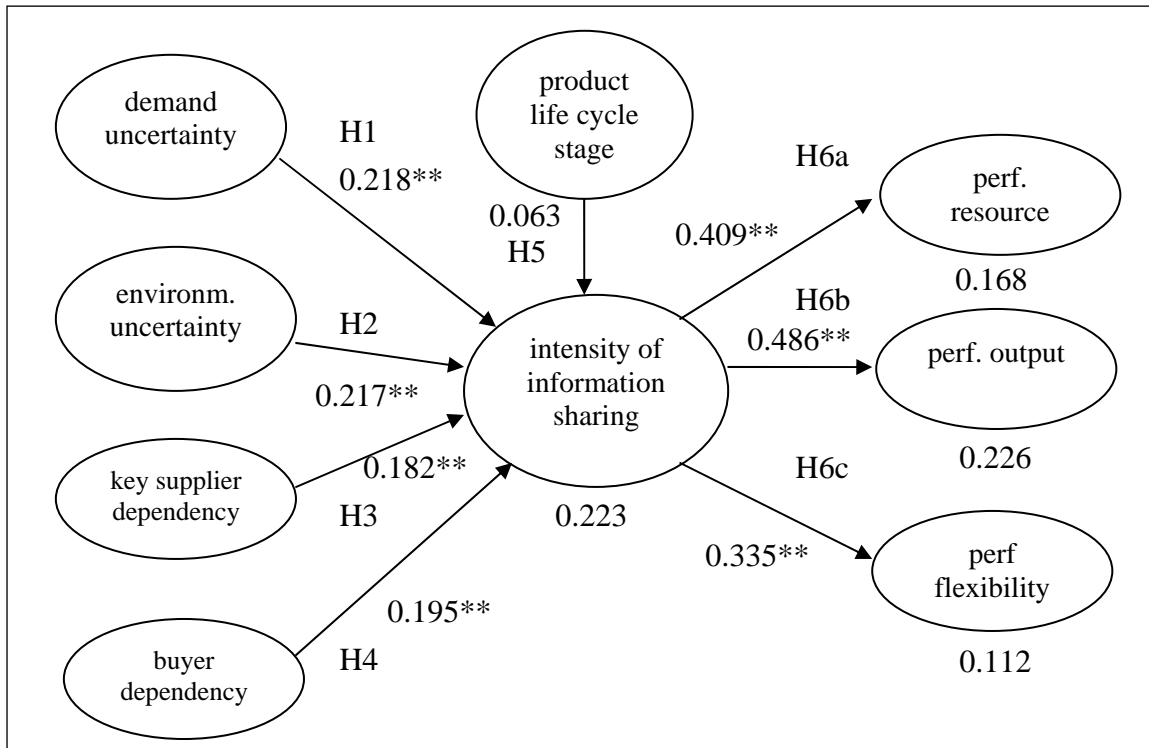 demand
uncertainty
H1
0.218**
product
life cycle
stage
0.063
H5
H6a
0.409**
perf.
resource
0.168
environm.
uncertainty
H2
0.217**
intensity of
information
sharing
0.223
H6b
0.486**
perf. output
0.226
key supplier
dependency
0.182**
H3
H6c
0.335**
perf
flexibility
0.112
buyer
dependency
0.195**
H4